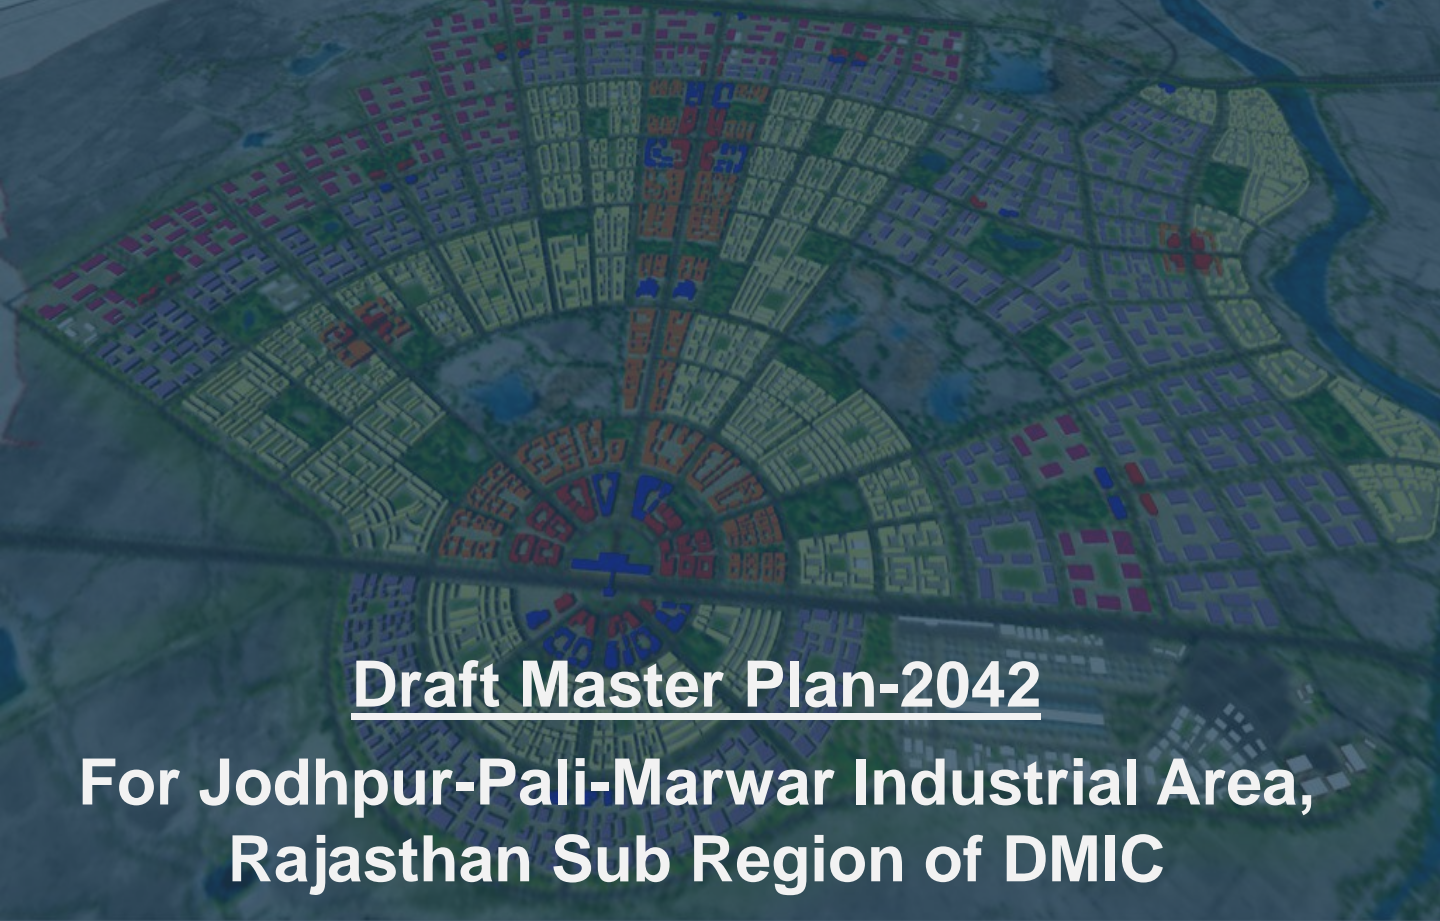 Draft Master Plan-2042
For Jodhpur-Pali-Marwar Industrial Area,
Rajasthan Sub Region of DMIC